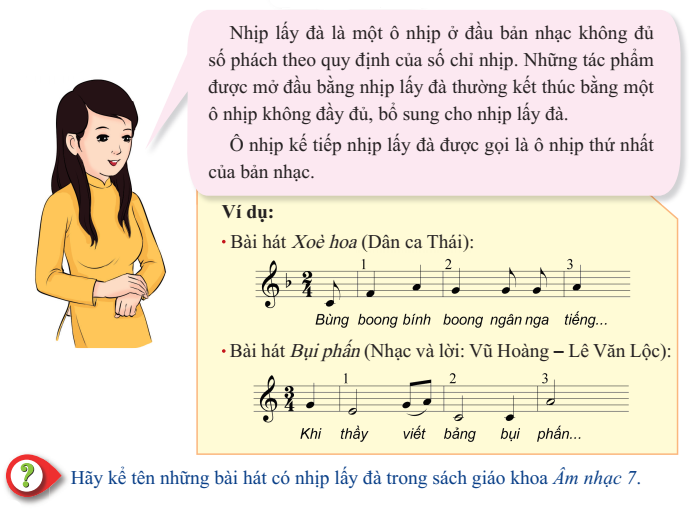 Nhịp lấy đà là một ô nhịp ở đầu bản nhạc không đủ
số phách theo quy định của số chỉ nhịp. Những tác phẩm
được mở đầu bằng nhịp lấy đà thường kết thúc bằng một
ô nhịp không đầy đủ, bổ sung cho nhịp lấy đà.
Ô nhịp kế tiếp nhịp lấy đà được gọi là ô nhịp thứ nhất
của bản nhạc.
Ví dụ:
• Bài hát Xoè hoa (Dân ca Thái):
2 4 1 2 3
Bùng boong bính boong ngân nga tiếng...
• Bài hát Bụi phấn (Nhạc và lời: Vũ Hoàng – Lê Văn Lộc):
3 4 1 2 3
Khi thầy viết bảng bụi phấn...
? Hãy kể tên những bài hát có nhịp lấy đà trong sách giáo khoa Âm nhạc 7.